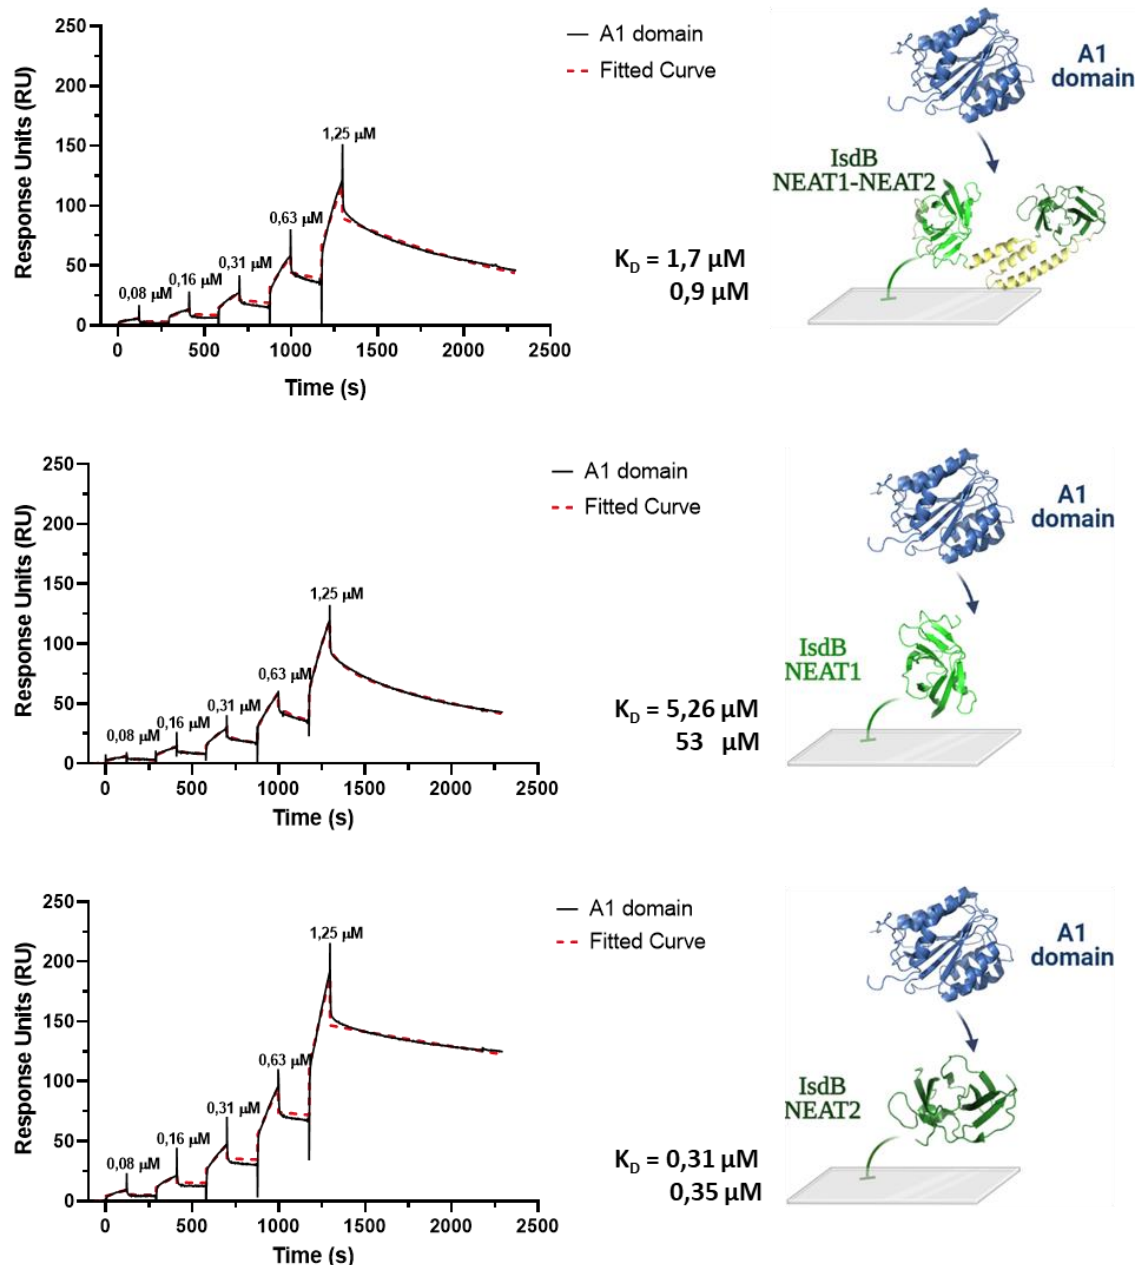 250
200
150
100
50
0
Response Units (RU)
0 500 1000 1500 2000 2500
Time (s)
0,08 µM
0,16 µM
0,31 µM
0,63 µM
1,25 µM
A1 domain
Fitted Curve
K_D = 1,7 µM
0,9 µM
A1
domain
IsdB
NEAT1-NEAT2
250
200
150
100
50
0
Response Units (RU)
0 500 1000 1500 2000 2500
Time (s)
0,08 µM
0,16 µM
0,31 µM
0,63 µM
1,25 µM
A1 domain
Fitted Curve
K_D = 5,26 µM
53 µM
A1
domain
IsdB
NEAT1
250
200
150
100
50
0
Response Units (RU)
0 500 1000 1500 2000 2500
Time (s)
0,08 µM
0,16 µM
0,31 µM
0,63 µM
1,25 µM
A1 domain
Fitted Curve
K_D = 0,31 µM
0,35 µM
A1
domain
IsdB
NEAT2